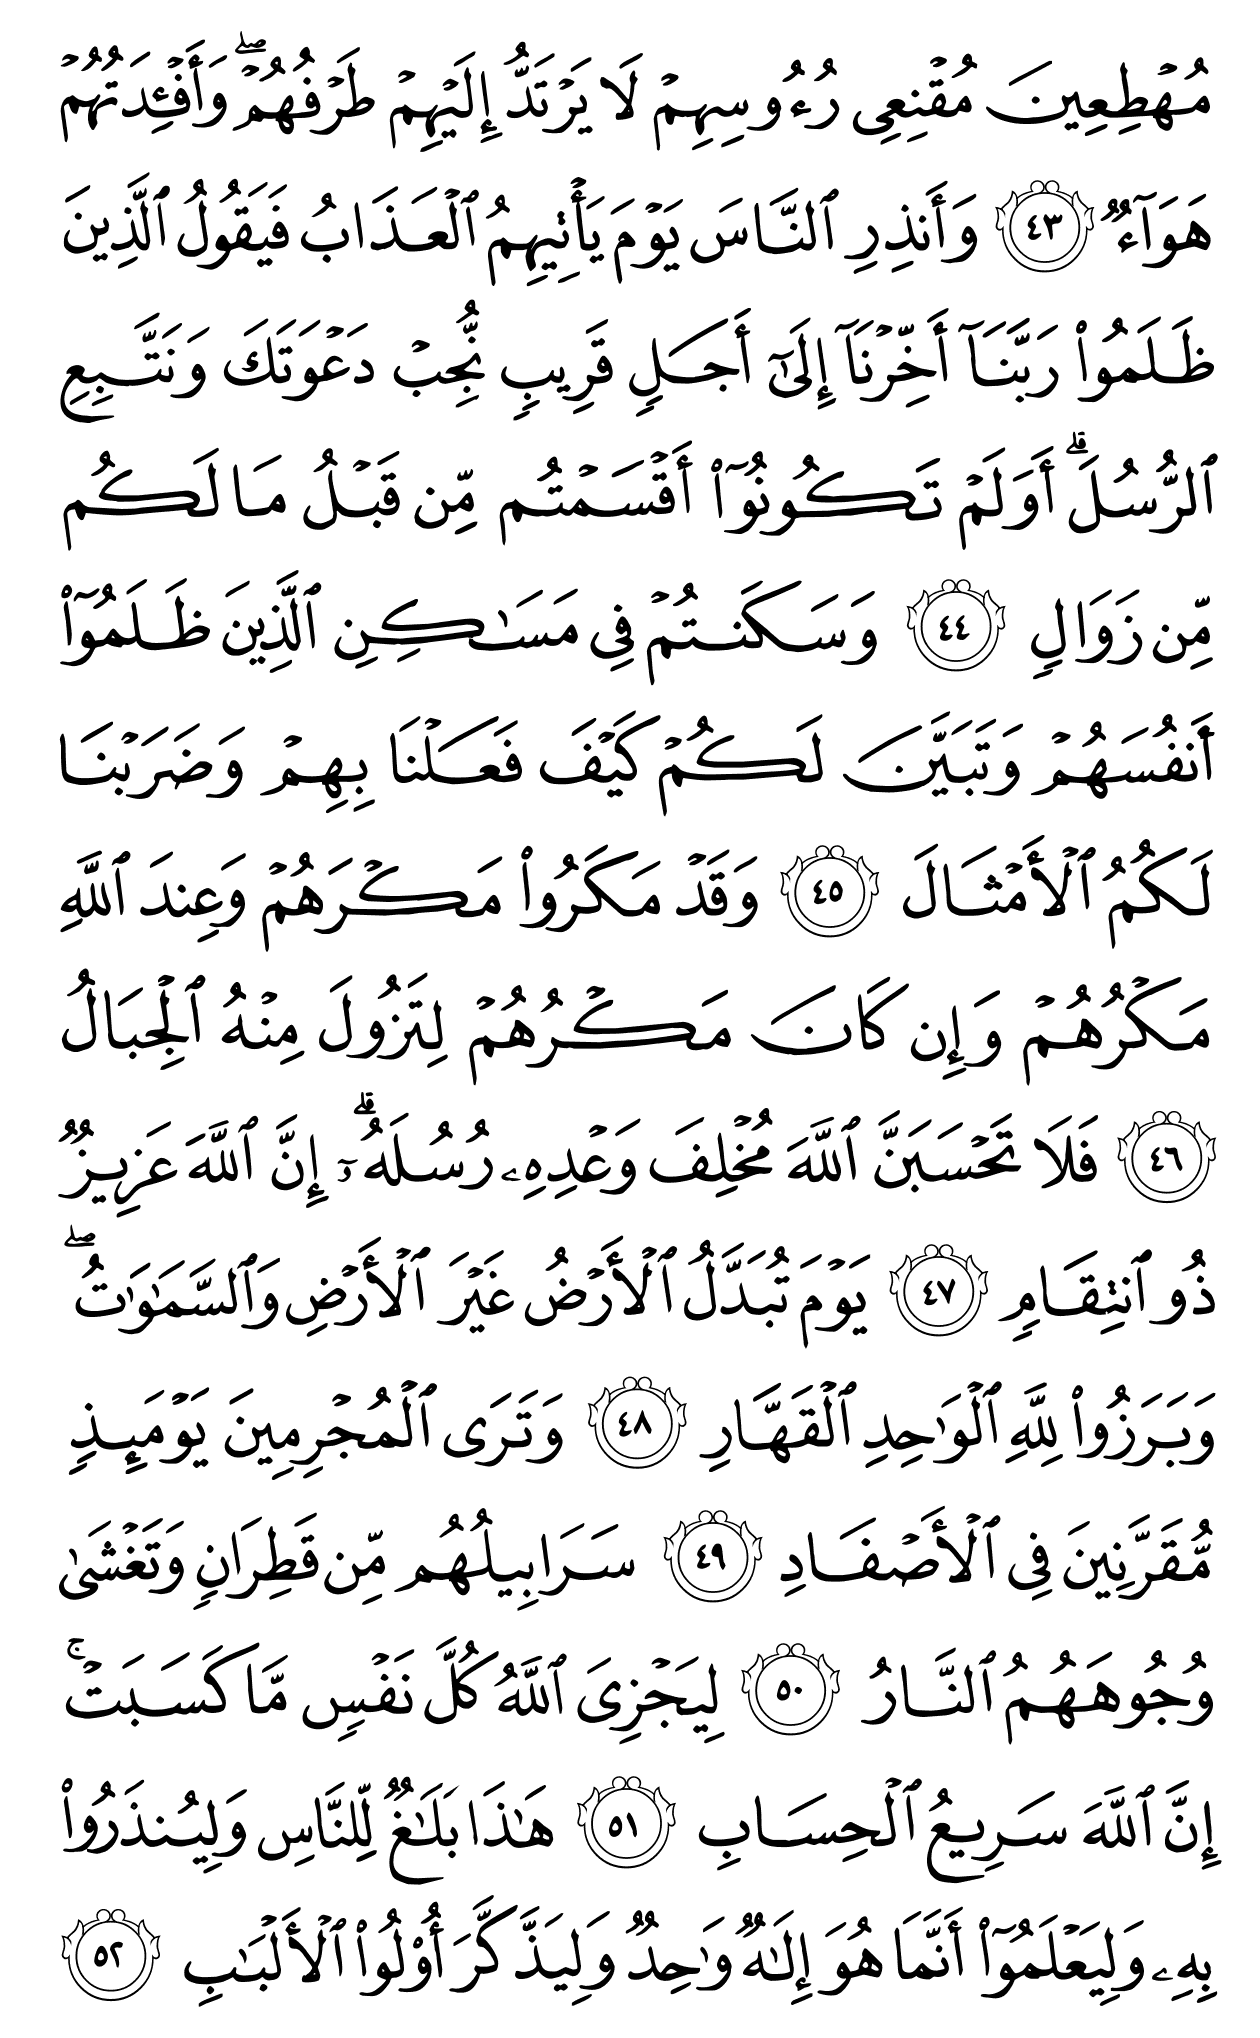 مُهۡطِعِينَ مُقۡنِعِي رُءُوسِهِمۡ لَا يَرۡتَدُّ إِلَيۡهِمۡ طَرۡفُهُمۡۖ وَأَفۡـِٔدَتُهُمۡ
هَوَآءٞ ٤٣ وَأَنذِرِ ٱلنَّاسَ يَوۡمَ يَأۡتِيهِمُ ٱلۡعَذَابُ فَيَقُولُ ٱلَّذِينَ
ظَلَمُواْ رَبَّنَآ أَخِّرۡنَآ إِلَىٰٓ أَجَلٖ قَرِيبٖ نُّجِبۡ دَعۡوَتَكَ وَنَتَّبِعِ
ٱلرُّسُلَۗ أَوَلَمۡ تَكُونُوٓاْ أَقۡسَمۡتُم مِّن قَبۡلُ مَا لَكُم
مِّن زَوَالٖ ٤٤ وَسَكَنتُمۡ فِي مَسَٰكِنِ ٱلَّذِينَ ظَلَمُوٓاْ
أَنفُسَهُمۡ وَتَبَيَّنَ لَكُمۡ كَيۡفَ فَعَلۡنَا بِهِمۡ وَضَرَبۡنَا
لَكُمُ ٱلۡأَمۡثَالَ ٤٥ وَقَدۡ مَكَرُواْ مَكۡرَهُمۡ وَعِندَ ٱللَّهِ
مَكۡرُهُمۡ وَإِن كَانَ مَكۡرُهُمۡ لِتَزُولَ مِنۡهُ ٱلۡجِبَالُ
٤٦ فَلَا تَحۡسَبَنَّ ٱللَّهَ مُخۡلِفَ وَعۡدِهِۦ رُسُلَهُۥٓۗ إِنَّ ٱللَّهَ عَزِيزٞ
ذُو ٱنتِقَامٖ ٤٧ يَوۡمَ تُبَدَّلُ ٱلۡأَرۡضُ غَيۡرَ ٱلۡأَرۡضِ وَٱلسَّمَٰوَٰتُۖ
وَبَرَزُواْ لِلَّهِ ٱلۡوَٰحِدِ ٱلۡقَهَّارِ ٤٨ وَتَرَى ٱلۡمُجۡرِمِينَ يَوۡمَئِذٖ
مُّقَرَّنِينَ فِي ٱلۡأَصۡفَادِ ٤٩ سَرَابِيلُهُم مِّن قَطِرَانٖ وَتَغۡشَىٰ
وُجُوهَهُمُ ٱلنَّارُ ٥٠ لِيَجۡزِيَ ٱللَّهُ كُلَّ نَفۡسٖ مَّا كَسَبَتۡۚ
إِنَّ ٱللَّهَ سَرِيعُ ٱلۡحِسَابِ ٥١ هَٰذَا بَلَٰغٞ لِّلنَّاسِ وَلِيُنذَرُواْ
بِهِۦ وَلِيَعۡلَمُوٓاْ أَنَّمَا هُوَ إِلَٰهٞ وَٰحِدٞ وَلِيَذَّكَّرَ أُوْلُواْ ٱلۡأَلۡبَٰبِ ٥٢